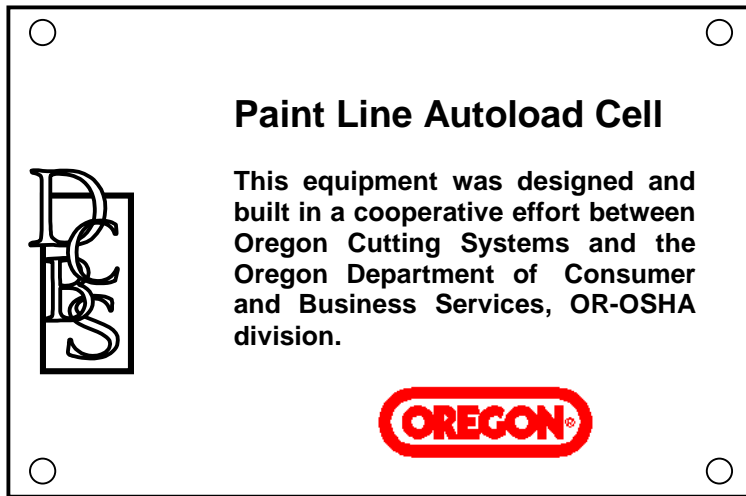 Paint Line Autoload Cell
This equipment was designed and
built in a cooperative effort between
Oregon Cutting Systems and the
Oregon Department of Consumer
and Business Services, OR-OSHA
division.
DCBS
OREGON®